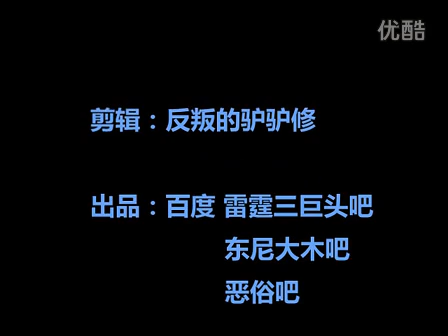 优酷
剪辑：反叛的驴驴修
出品：百度 雷霆三巨头吧
东尼大木吧
恶俗吧